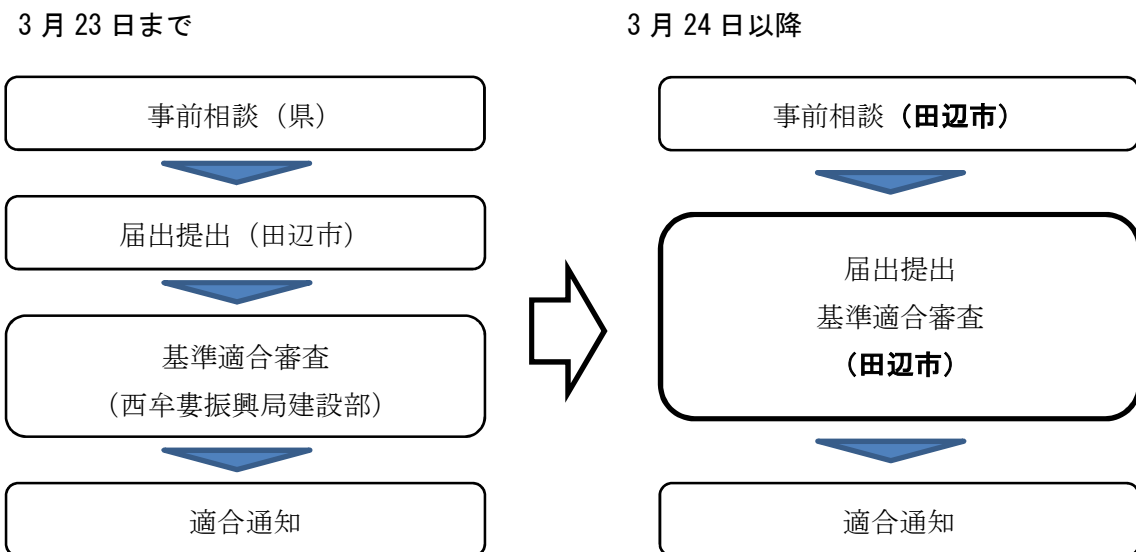 3月23日まで
事前相談（県）
届出提出（田辺市）
基準適合審査
（西牟婁振興局建設部）
適合通知
3月24日以降
事前相談（田辺市）
届出提出
基準適合審査
（田辺市）
適合通知